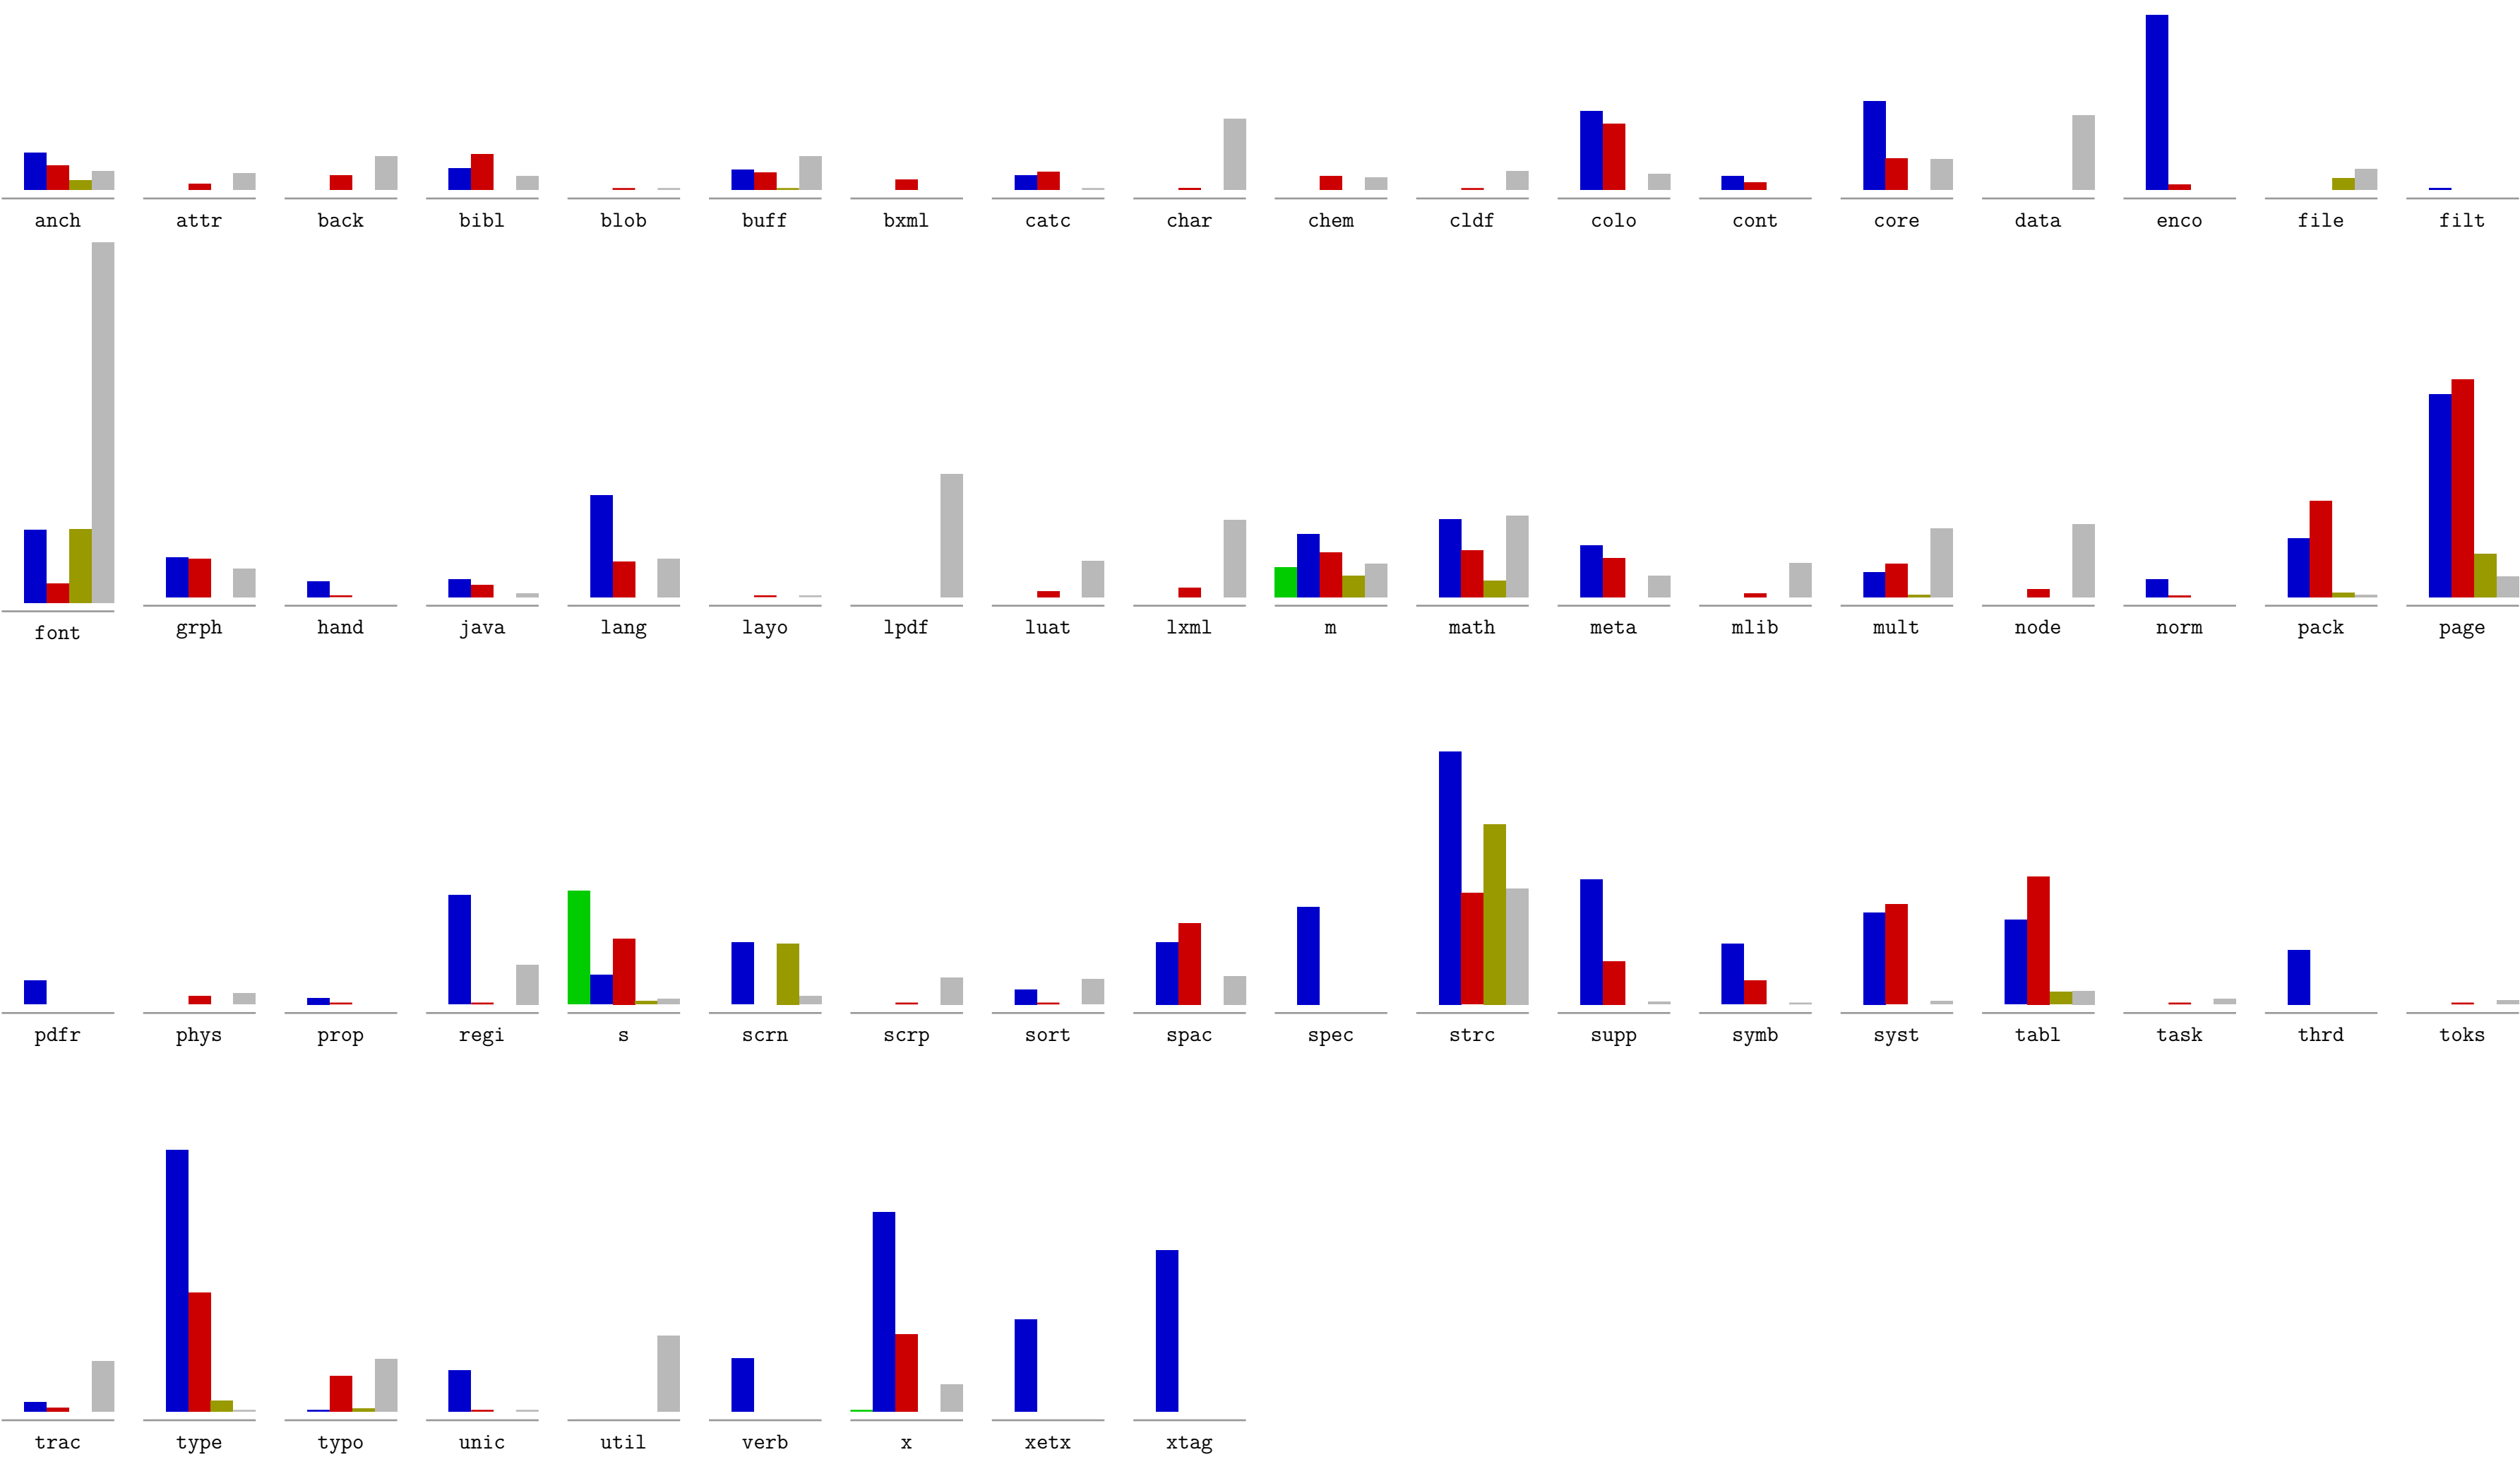 anch attr back bibl blob buff bxml catc char chem cldf colo cont core data enco file filt
font grph hand java lang layo lpdf luat lxml m math meta mlib mult node norm pack page
pdfr phys prop regi s scrn scrp sort spac spec strc supp symb syst tabl task thrd toks
trac type typo unic util verb x xetx xtag